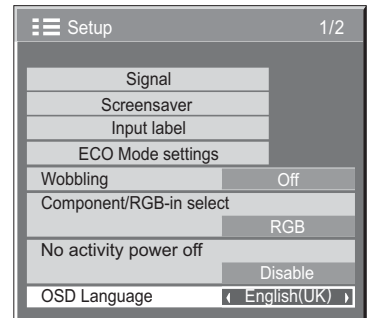 Setup 1/2
Signal
Screensaver
Input label
ECO Mode settings
Wobbling Off
Component/RGB-in select
RGB
No activity power off
Disable
OSD Language English(UK)